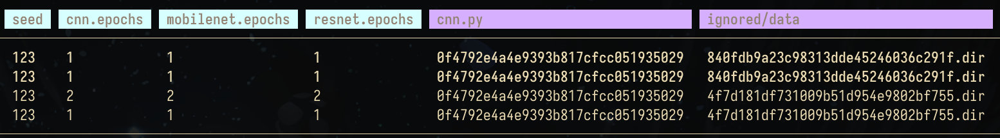 seed cnn.epochs mobilenet.epochs resnet.epochs cnn.py ignored/data
123 1 1 1 0f4792e4a4e9393b817cfcc051935029 840fdb9a23c98313dde45246036c291f.dir
123 1 1 1 0f4792e4a4e9393b817cfcc051935029 840fdb9a23c98313dde45246036c291f.dir
123 2 2 2 0f4792e4a4e9393b817cfcc051935029 4f7d181df731009b51d954e9802bf755.dir
123 1 1 1 0f4792e4a4e9393b817cfcc051935029 4f7d181df731009b51d954e9802bf755.dir